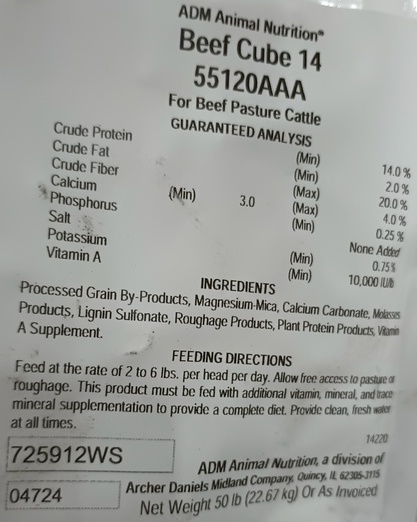 ADM Animal Nutrition®
Beef Cube 14
55120AAA
For Beef Pasture Cattle
GUARANTEED ANALYSIS
Crude Protein (Min) 14.0 %
Crude Fat (Min) 2.0 %
Crude Fiber (Max) 20.0 %
Calcium (Min) 3.0 (Max) 4.0 %
Phosphorus (Min) 0.25 %
Salt None Added
Potassium (Min) 0.75%
Vitamin A (Min) 10,000 IU/lb
INGREDIENTS
Processed Grain By-Products, Magnesium-Mica, Calcium Carbonate, Molasses
Products, Lignin Sulfonate, Roughage Products, Plant Protein Products, Vitamin
A Supplement.
FEEDING DIRECTIONS
Feed at the rate of 2 to 6 lbs. per head per day. Allow free access to pasture or
roughage. This product must be fed with additional vitamin, mineral, and trace
mineral supplementation to provide a complete diet. Provide clean, fresh water
at all times.
14220
725912WS
ADM Animal Nutrition, a division of
04724
Archer Daniels Midland Company, Quincy, IL 62305-3115
Net Weight 50 lb (22.67 kg) Or As Invoiced